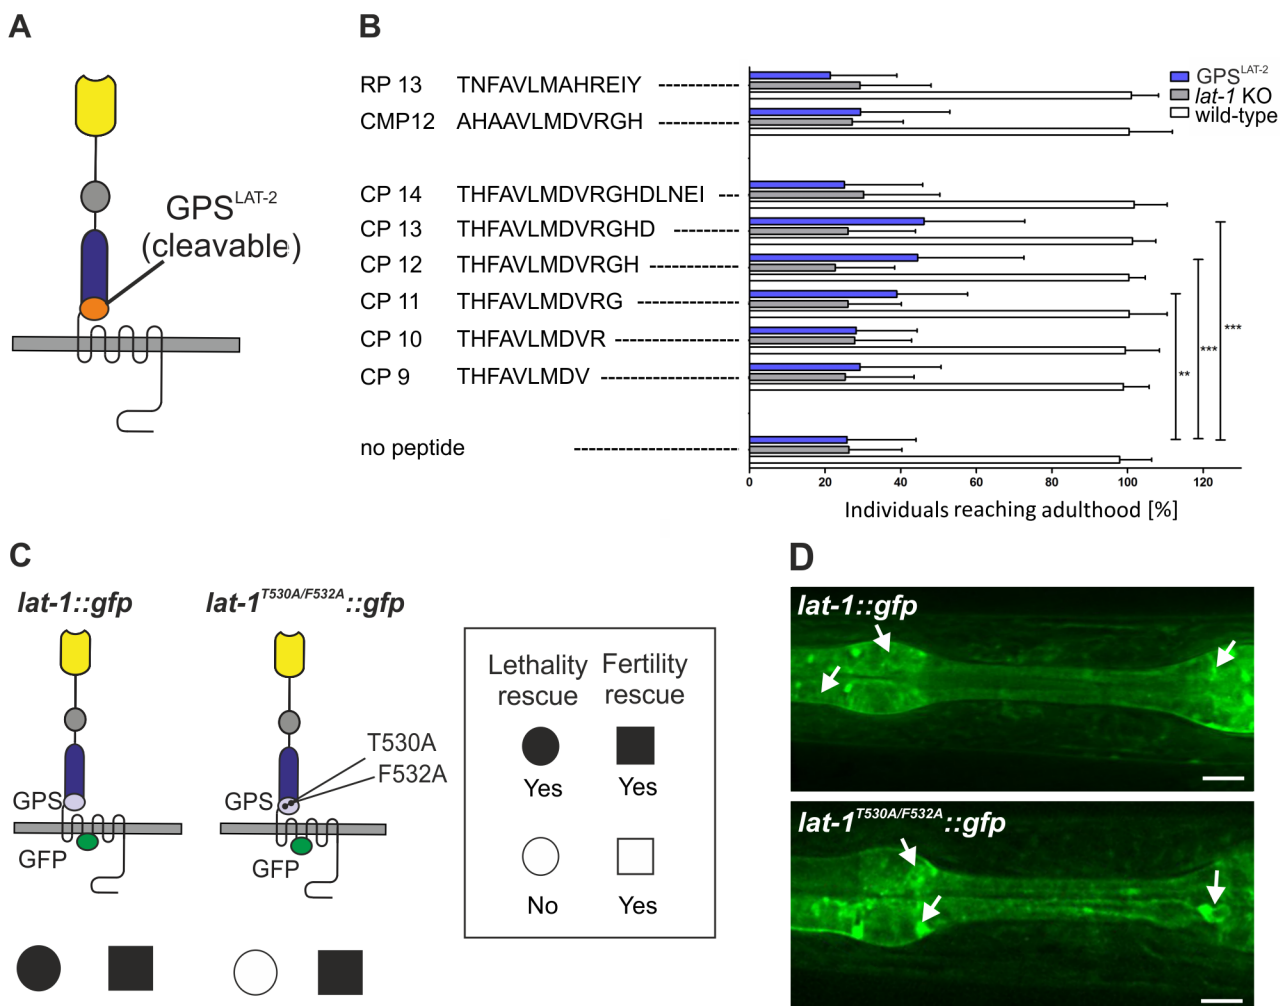 A
GPS^LAT-2
(cleavable)
B
RP 13 TNFAVLMAHREIY
CMP12 AHAAVLMDVRGH
CP 14 THFAVLMDVRGHDLNEI
CP 13 THFAVLMDVRGHD
CP 12 THFAVLMDVRGH
CP 11 THFAVLMDVRG
CP 10 THFAVLMDVR
CP 9 THFAVLMDV
no peptide
GPS^LAT-2
lat-1 KO
wild-type
**
***
***
0 20 40 60 80 100 120
Individuals reaching adulthood [%]
C
lat-1::gfp
lat-1^T530A/F532A::gfp
T530A
F532A
GPS
GPS
GFP
GFP
Lethality rescue
Fertility rescue
Yes Yes
No Yes
D
lat-1::gfp
lat-1^T530A/F532A::gfp